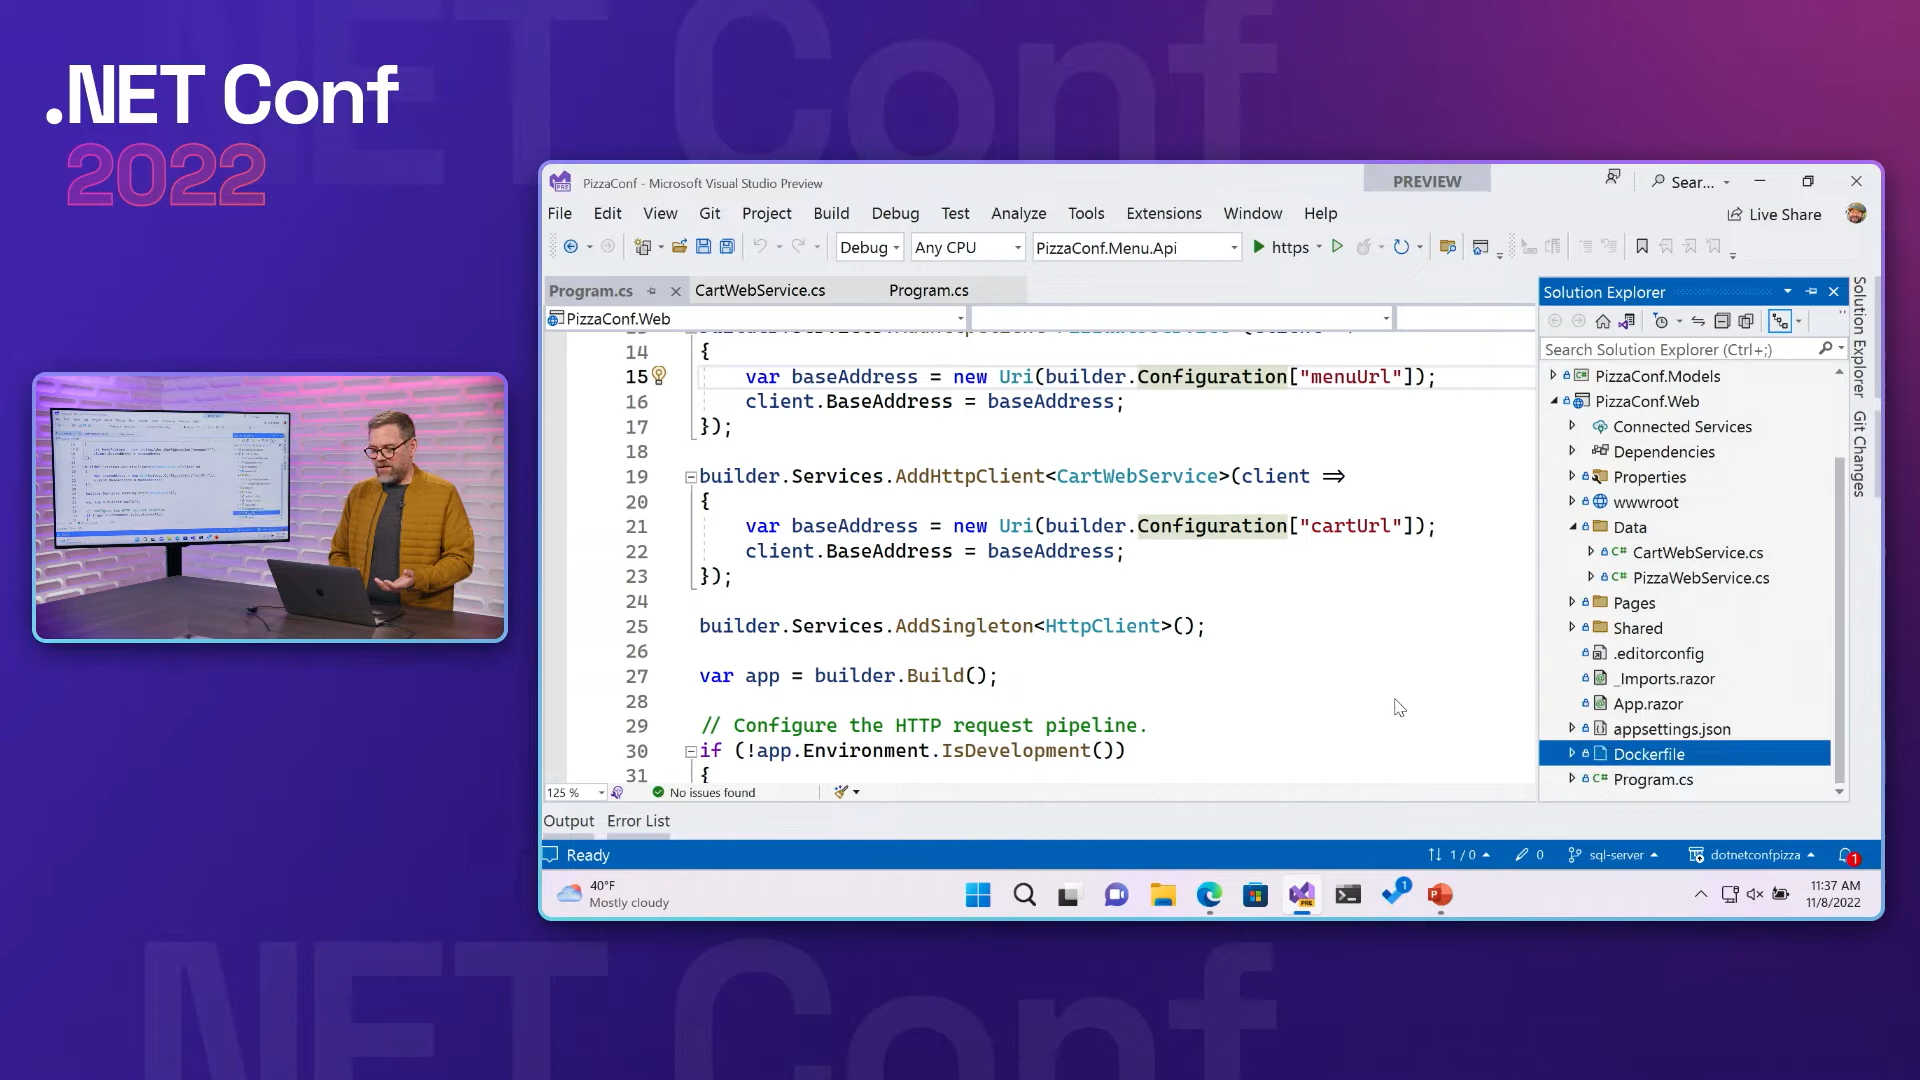 .NET Conf
2022
PizzaConf - Microsoft Visual Studio Preview
PREVIEW
Sear...
File Edit View Git Project Build Debug Test Analyze Tools Extensions Window Help
Live Share
Debug Any CPU PizzaConf.Menu.Api https
Program.cs CartWebService.cs Program.cs
PizzaConf.Web
14 {
15 var baseAddress = new Uri(builder.Configuration["menuUrl"]);
16 client.BaseAddress = baseAddress;
17 });
18
19 builder.Services.AddHttpClient<CartWebService>(client =>
20 {
21 var baseAddress = new Uri(builder.Configuration["cartUrl"]);
22 client.BaseAddress = baseAddress;
23 });
24
25 builder.Services.AddSingleton<HttpClient>();
26
27 var app = builder.Build();
28
29 // Configure the HTTP request pipeline.
30 if (!app.Environment.IsDevelopment())
31 {
125 % No issues found
Solution Explorer
Search Solution Explorer (Ctrl+;)
PizzaConf.Models
PizzaConf.Web
Connected Services
Dependencies
Properties
wwwroot
Data
C# CartWebService.cs
C# PizzaWebService.cs
Pages
Shared
.editorconfig
_Imports.razor
App.razor
appsettings.json
Dockerfile
C# Program.cs
Solution Explorer
Git Changes
Output Error List
Ready 1 / 0 0 sql-server dotnetconfpizza 1
40°F
Mostly cloudy
PRE
1
11:37 AM
11/8/2022